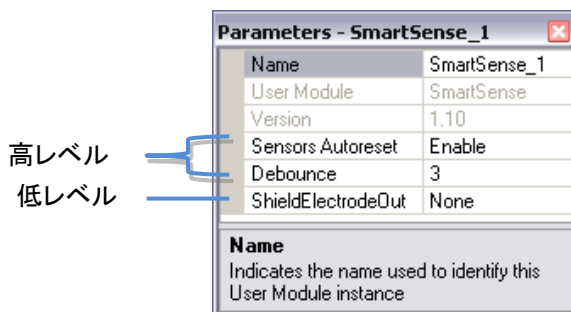 Parameters - SmartSense_1
Name SmartSense_1
User Module SmartSense
Version 1.10
Sensors Autoreset Enable
Debounce 3
ShieldElectrodeOut None
高レベル
低レベル
Name
Indicates the name used to identify this
User Module instance